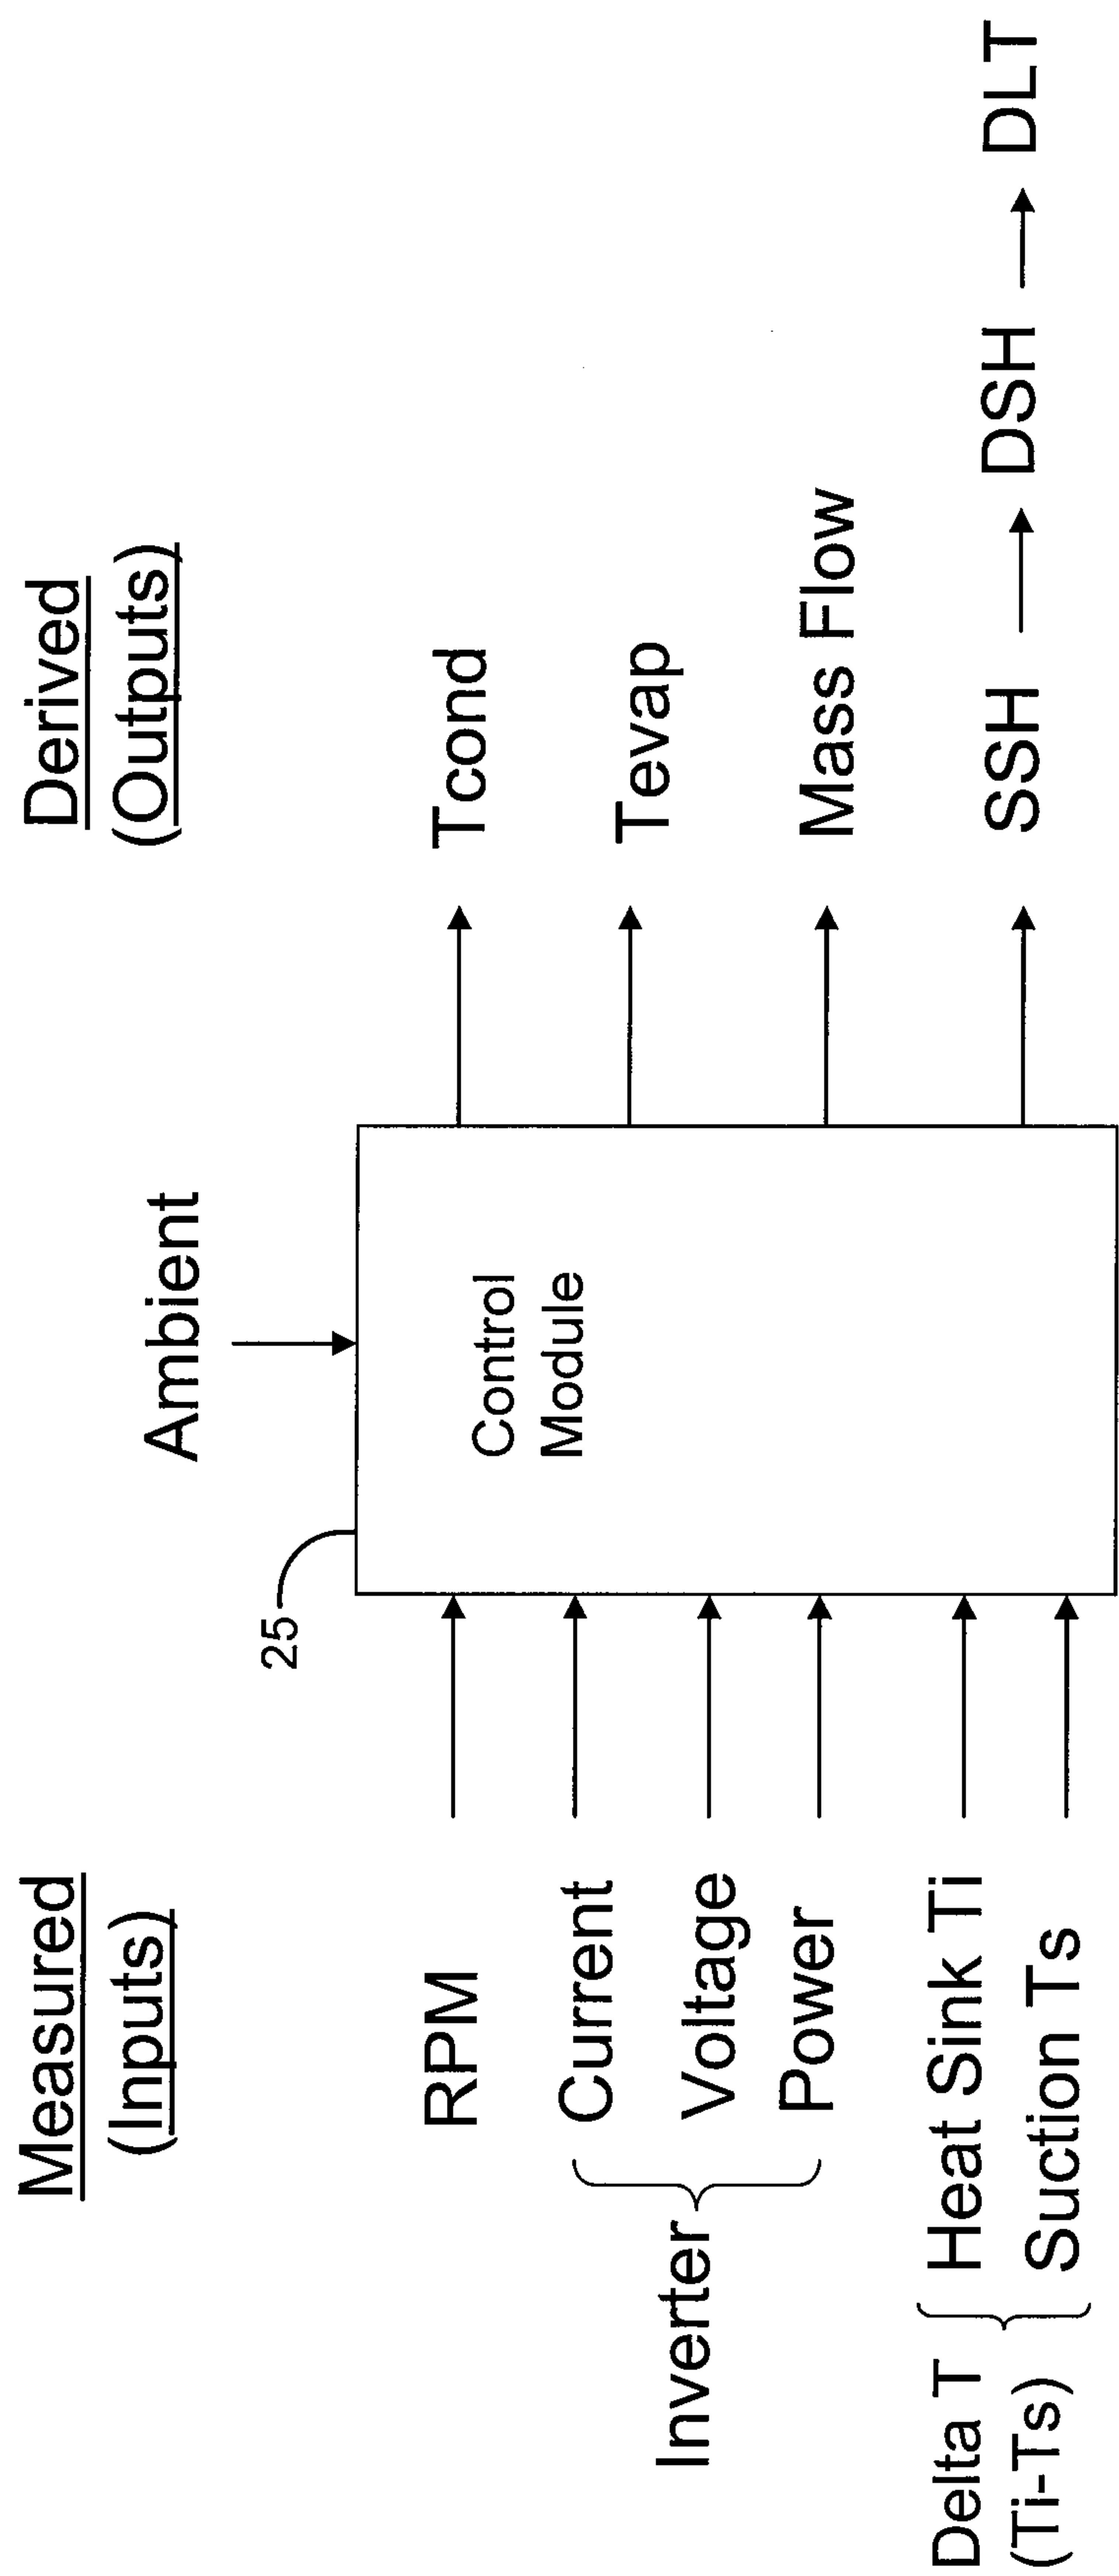 Measured
(Inputs)
Derived
(Outputs)
Ambient
25
Control
Module
RPM
Inverter
Current
Voltage
Power
Delta T
(Ti-Ts)
Heat Sink Ti
Suction Ts
Tcond
Tevap
Mass Flow
SSH DSH DLT